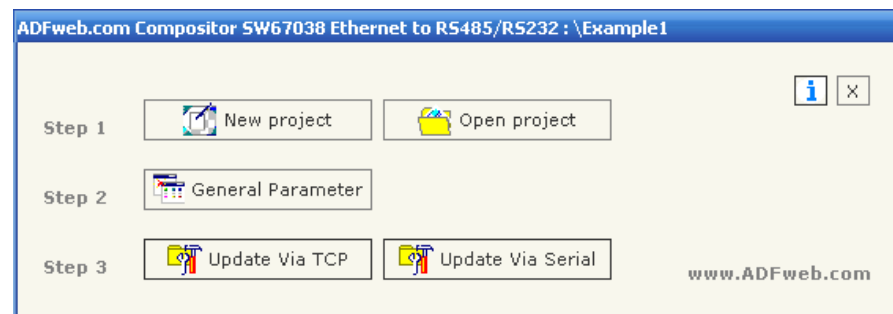 ADFweb.com Compositor SW67038 Ethernet to RS485/RS232 : \Example1
i X
Step 1 New project Open project
Step 2 General Parameter
Step 3 Update Via TCP Update Via Serial
www.ADFweb.com